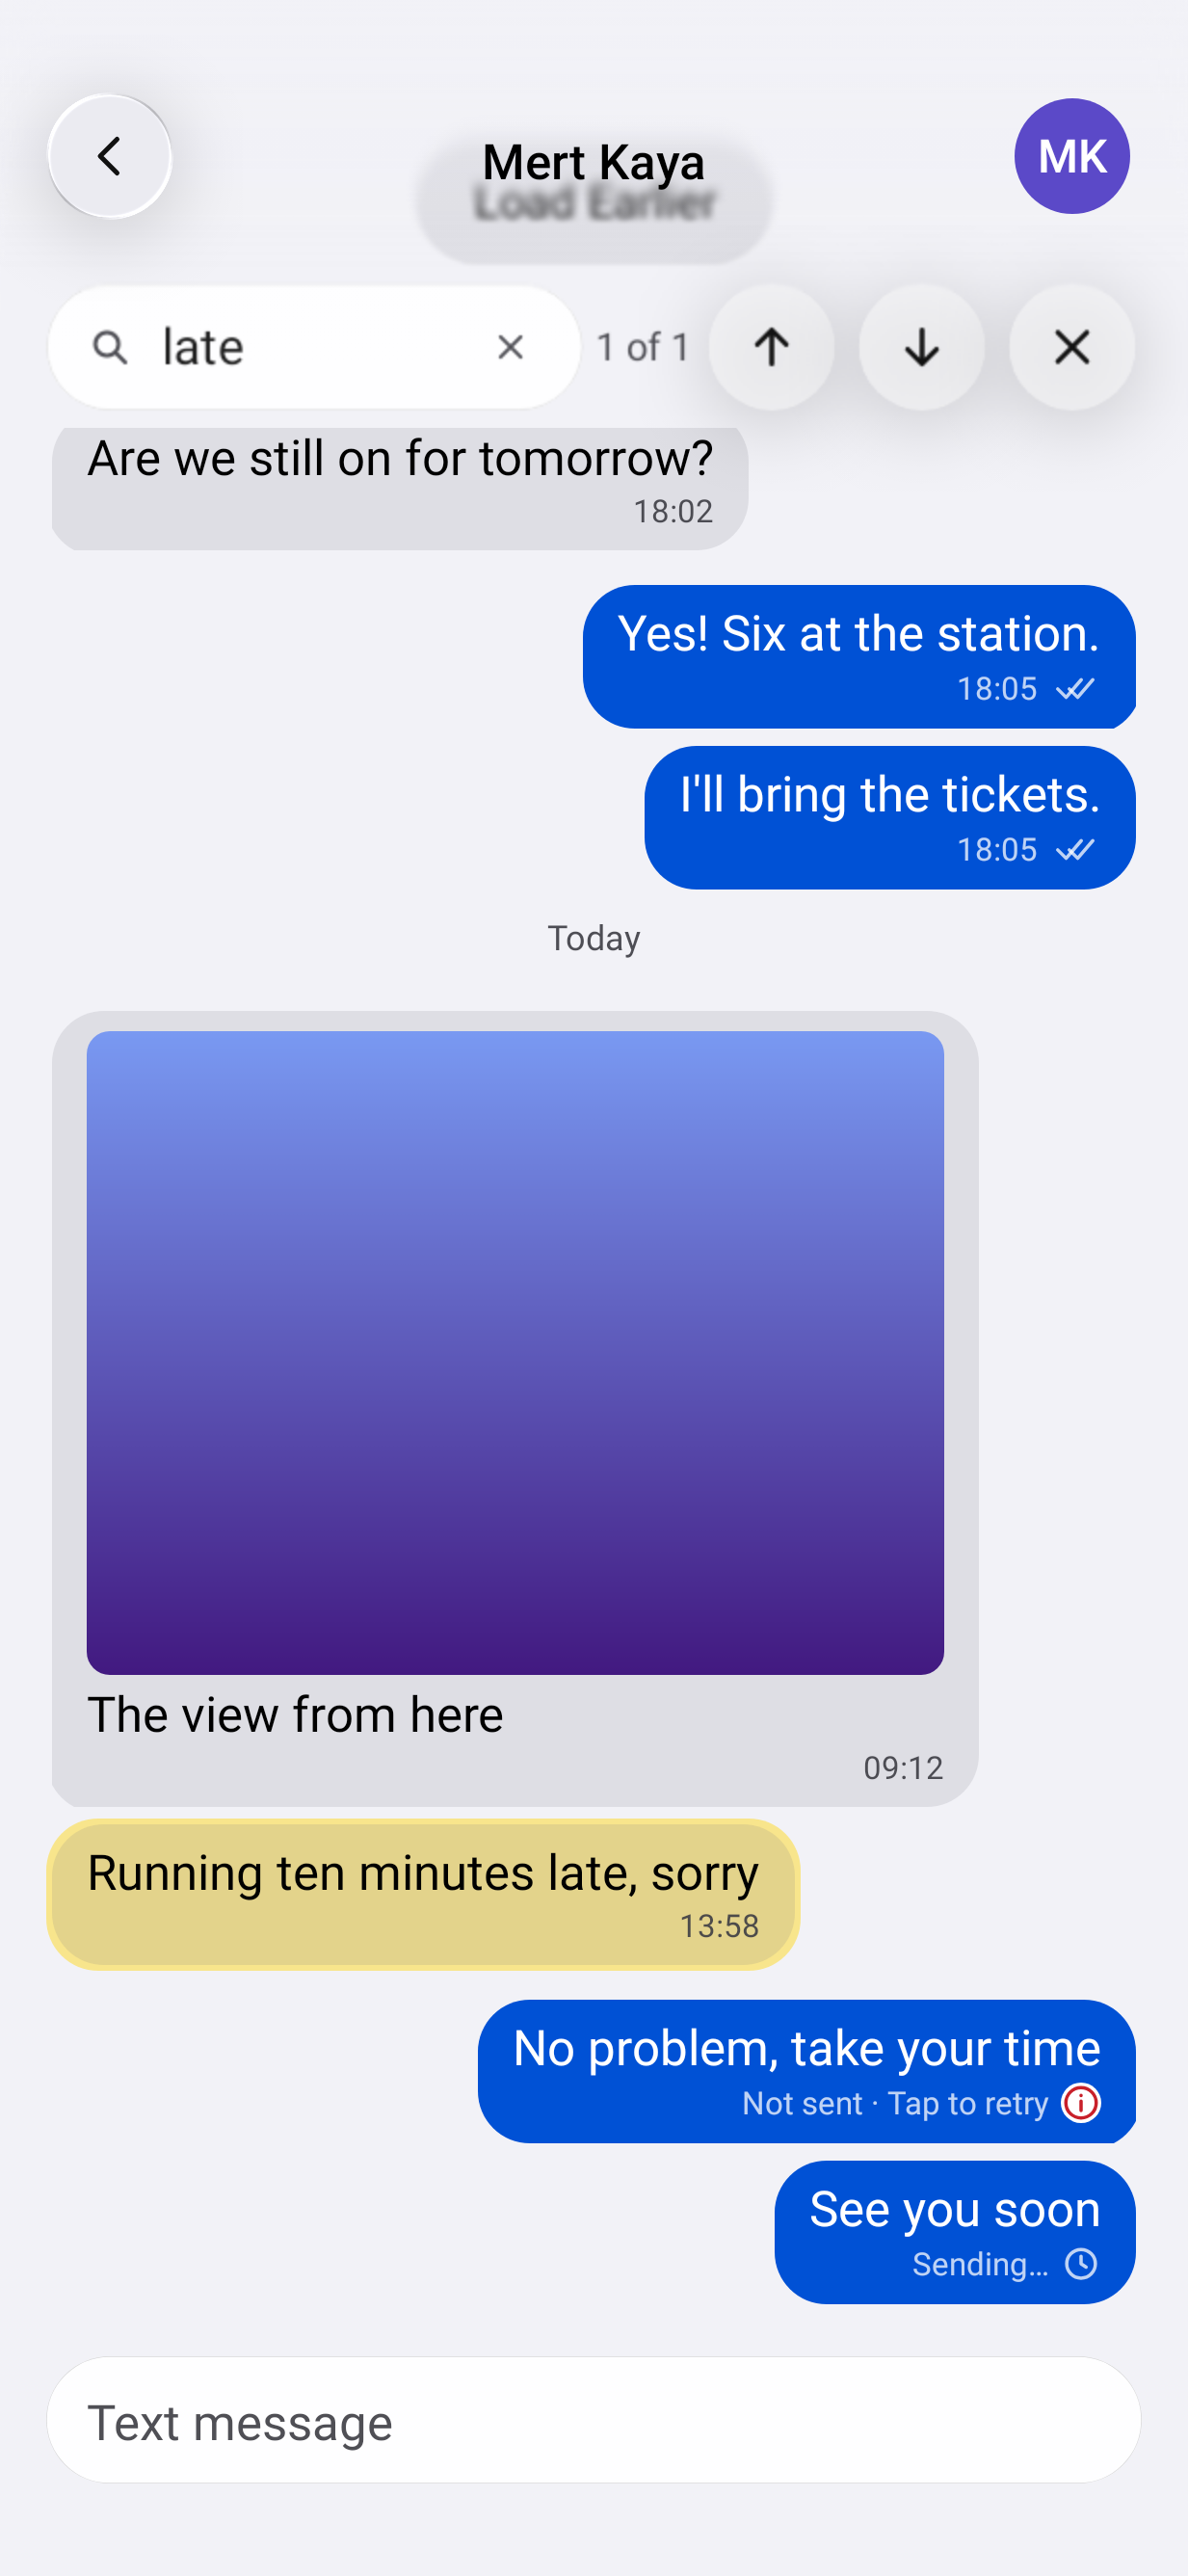 Mert Kaya
MK
Load Earlier
late
1 of 1
Are we still on for tomorrow?
18:02
Yes! Six at the station.
18:05
I'll bring the tickets.
18:05
Today
The view from here
09:12
Running ten minutes late, sorry
13:58
No problem, take your time
Not sent · Tap to retry
See you soon
Sending...
Text message